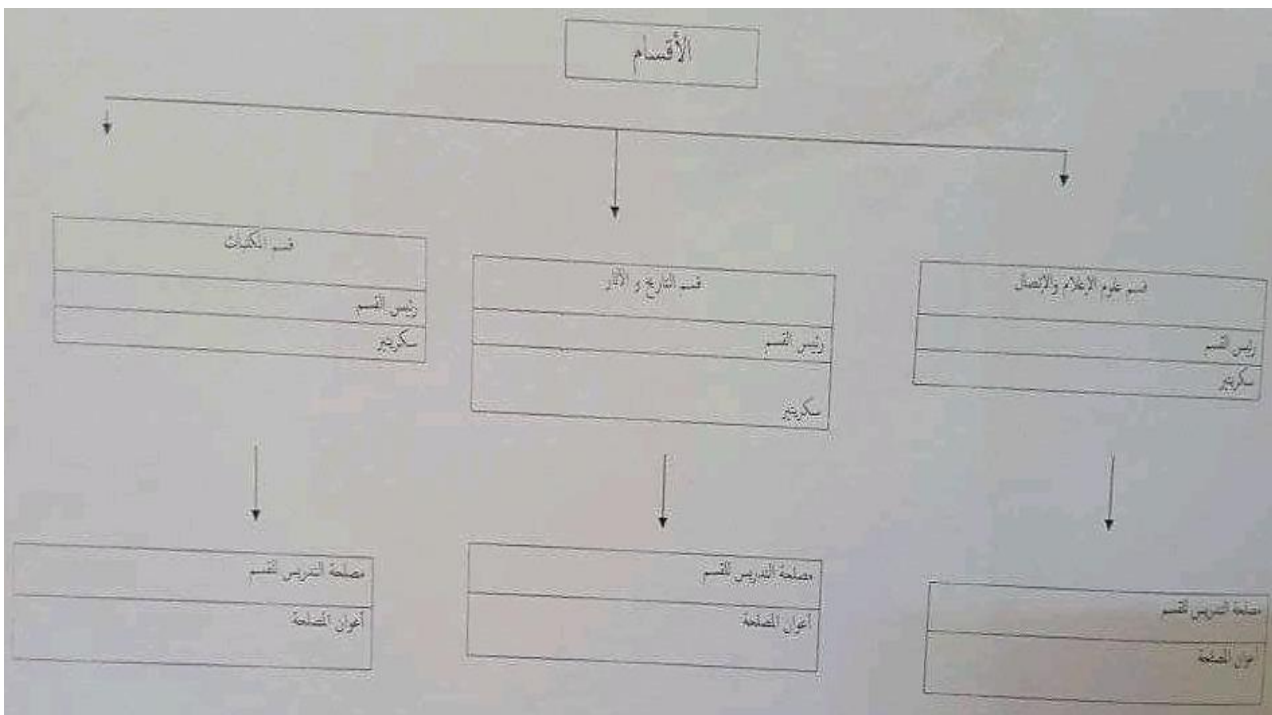 الأقسام
قسم علوم الإعلام والإتصال
رئيس القسم
سكريتير
قسم التاريخ و الآثار
رئيس القسم
سكريتير
قسم المكتبات
رئيس القسم
سكريتير
مصلحة التدريس للقسم
أعوان المصلحة
مصلحة التدريس للقسم
أعوان المصلحة
مصلحة التدريس للقسم
أعوان المصلحة